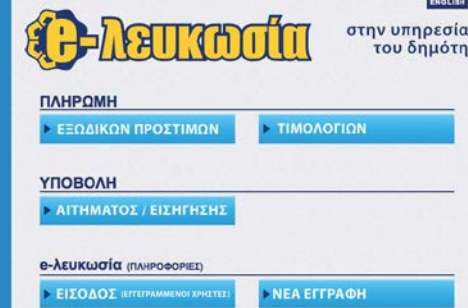 ENGLISH
e-λευκωσία
στην υπηρεσία
του δημότη
ΠΛΗΡΩΜΗ
ΕΞΩΔΙΚΩΝ ΠΡΟΣΤΙΜΩΝ
ΤΙΜΟΛΟΓΙΩΝ
ΥΠΟΒΟΛΗ
ΑΙΤΗΜΑΤΟΣ / ΕΙΣΗΓΗΣΗΣ
e-λευκωσία (ΠΛΗΡΟΦΟΡΙΕΣ)
ΕΙΣΟΔΟΣ (ΕΓΓΕΓΡΑΜΜΕΝΟΙ ΧΡΗΣΤΕΣ)
ΝΕΑ ΕΓΓΡΑΦΗ